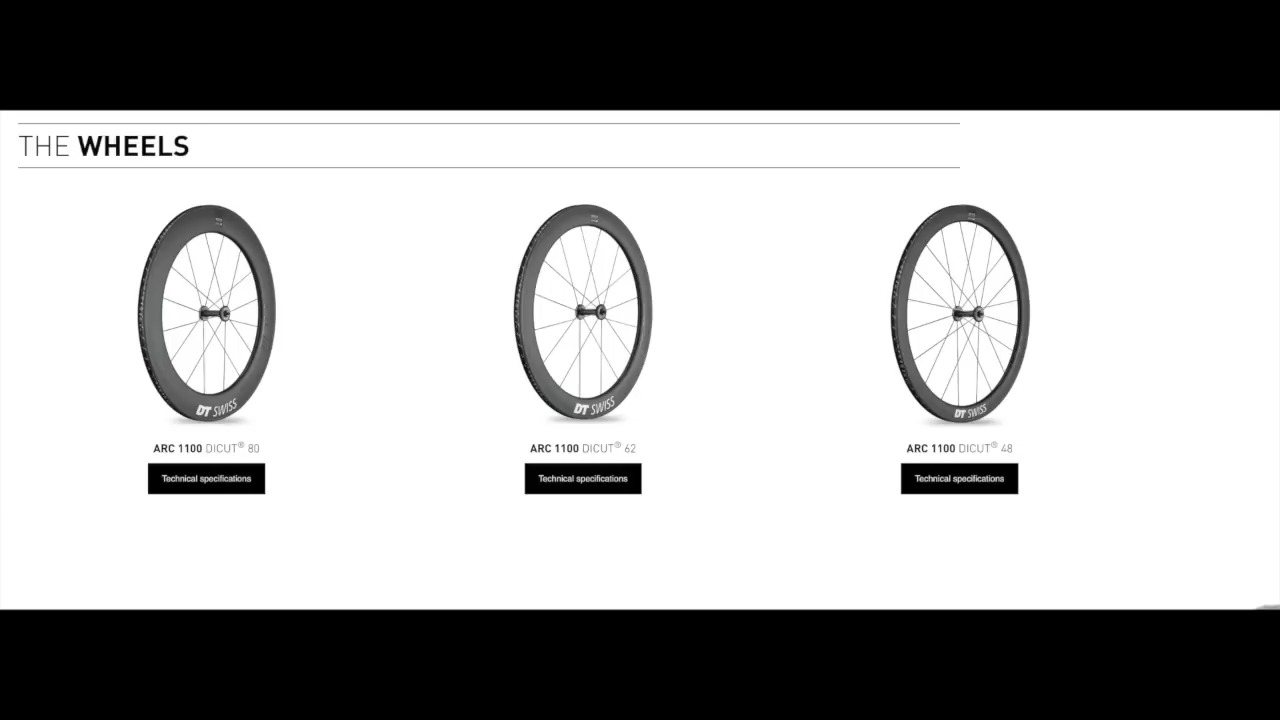 THE WHEELS
DT SWISS
DT SWISS
DT SWISS
ARC 1100 DICUT® 80
ARC 1100 DICUT® 62
ARC 1100 DICUT® 48
Technical specifications
Technical specifications
Technical specifications